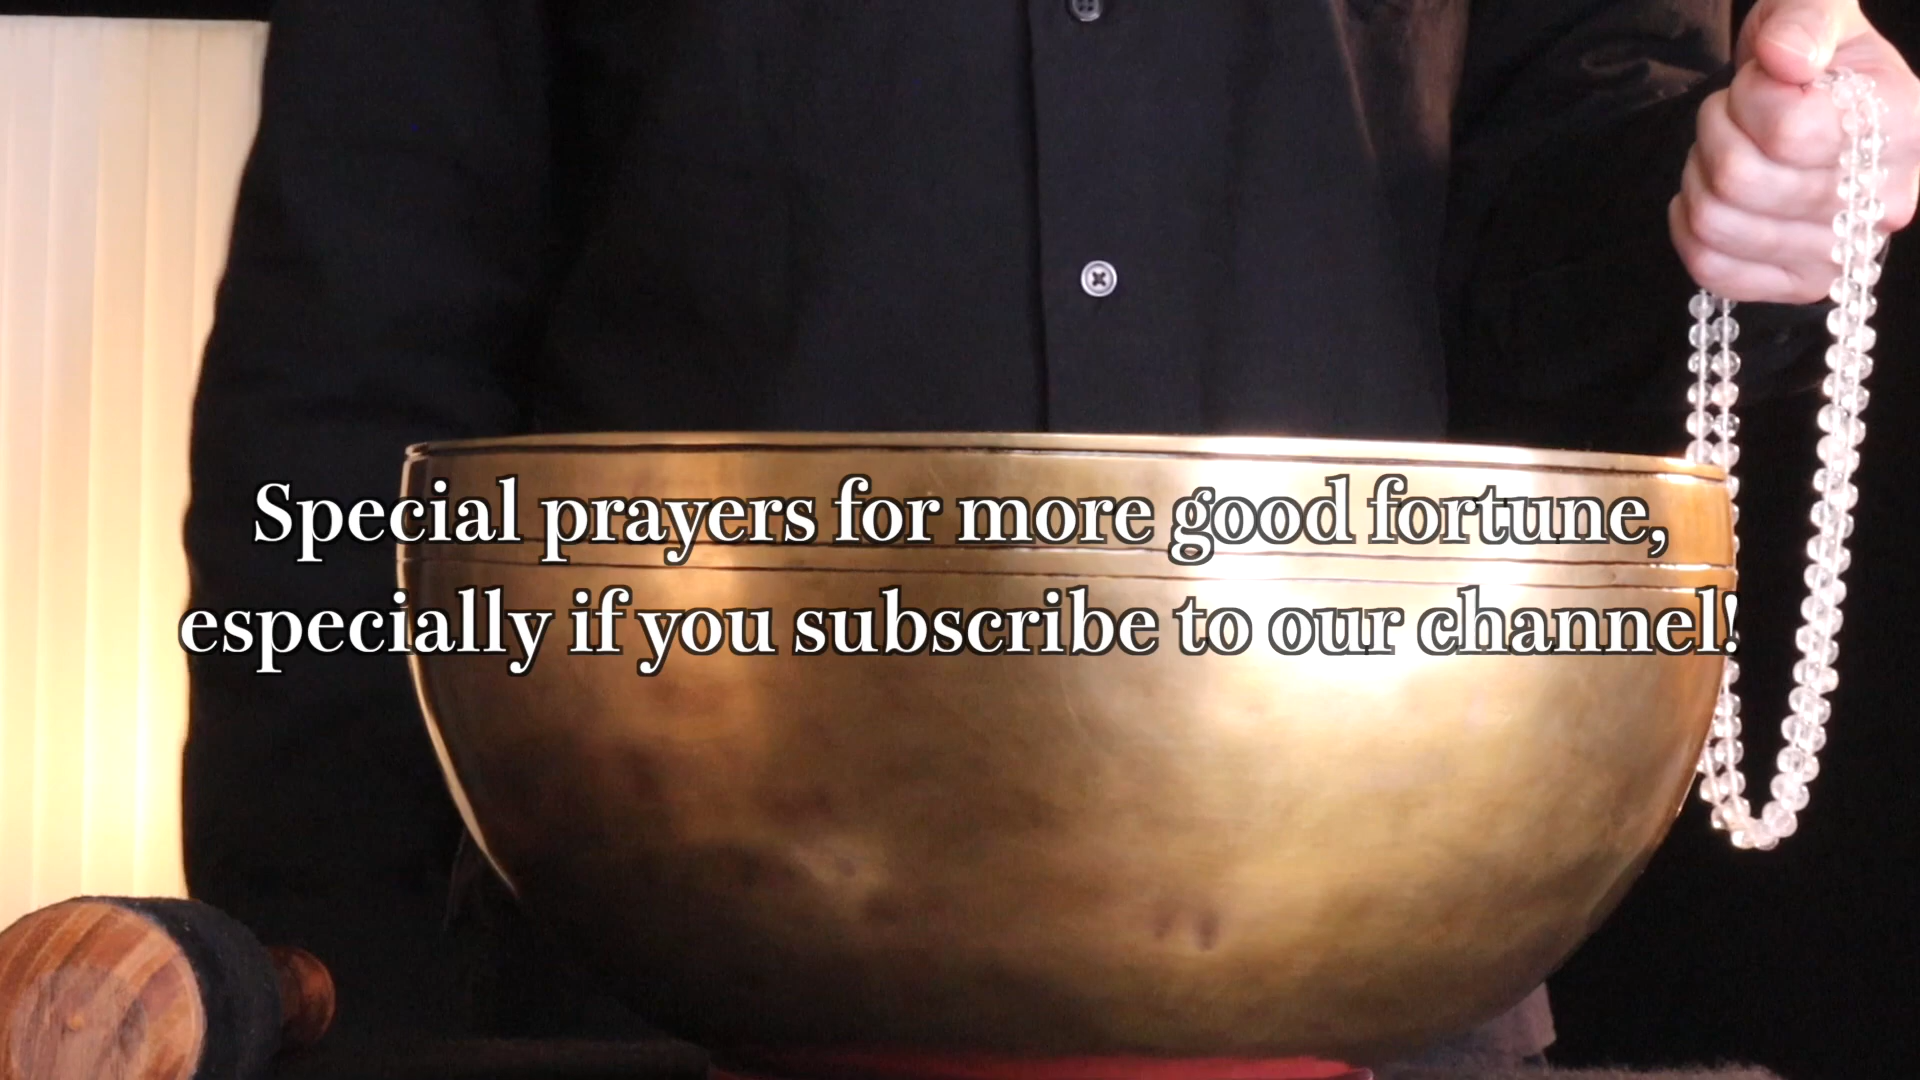 Special prayers for more good fortune,
especially if you subscribe to our channel!